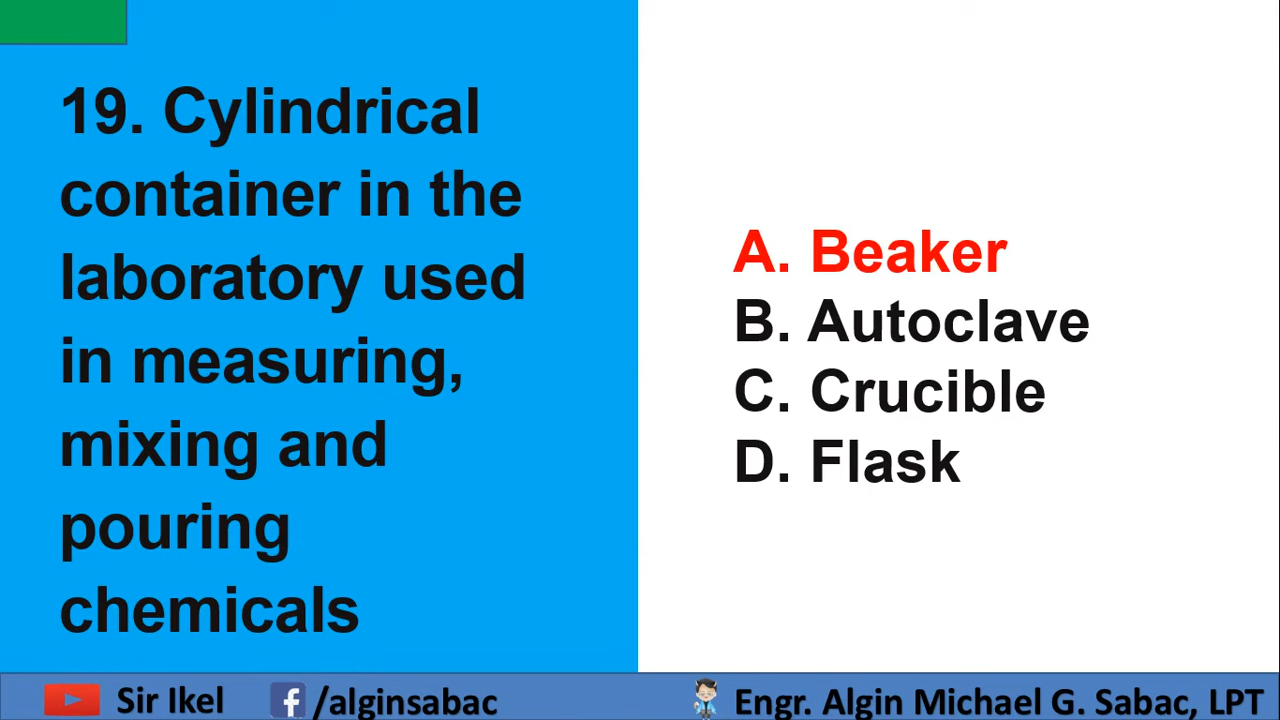 19. Cylindrical
container in the
laboratory used
in measuring,
mixing and
pouring
chemicals
A. Beaker
B. Autoclave
C. Crucible
D. Flask
Sir Ikel
/alginsabac
Engr. Algin Michael G. Sabac, LPT